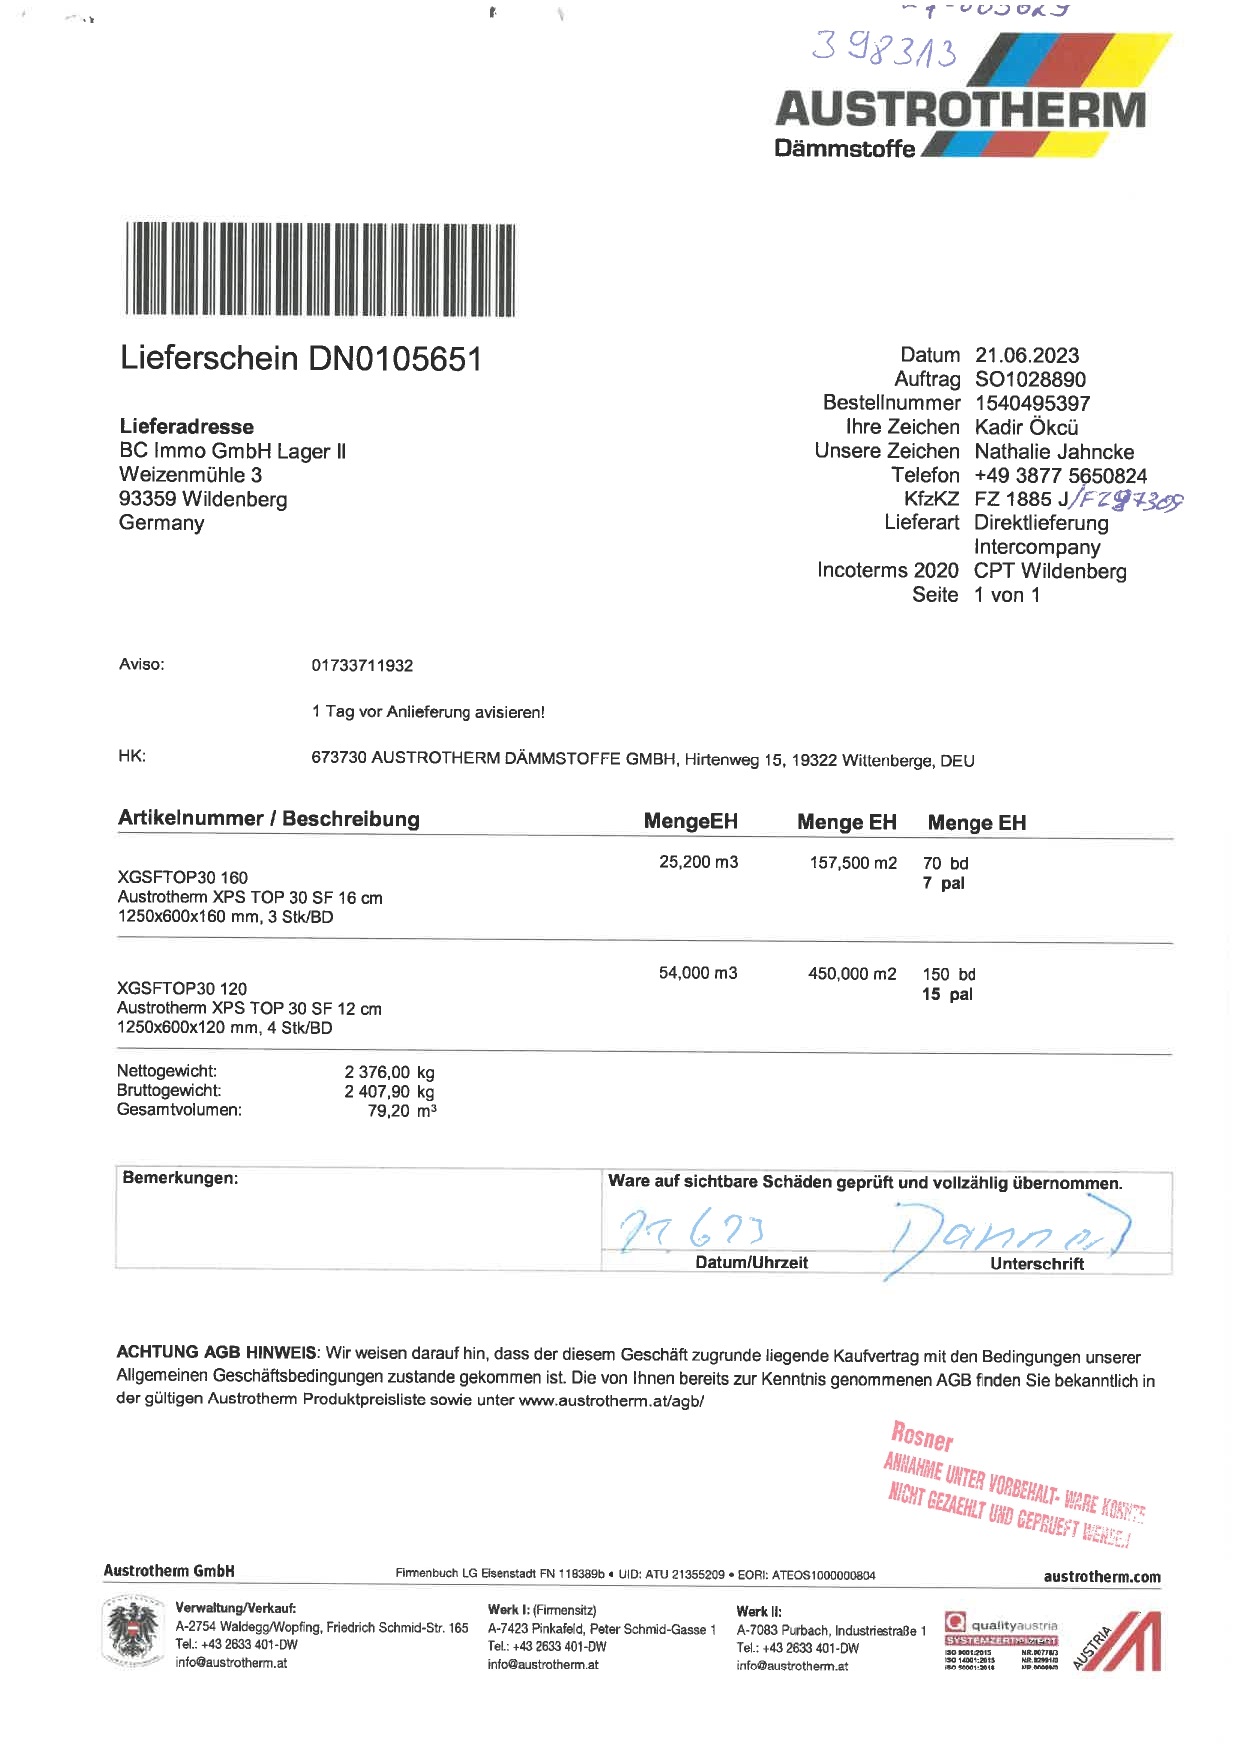 398313
AUSTROTHERM
Dämmstoffe
Lieferschein DN0105651
Datum 21.06.2023
Auftrag SO1028890
Bestellnummer 1540495397
Ihre Zeichen Kadir Ökcü
Unsere Zeichen Nathalie Jahncke
Telefon +49 3877 5650824
KfzKZ FZ 1885 J
Lieferart Direktlieferung
Intercompany
Incoterms 2020 CPT Wildenberg
Seite 1 von 1
Lieferadresse
BC Immo GmbH Lager II
Weizenmühle 3
93359 Wildenberg
Germany
Aviso: 01733711932
1 Tag vor Anlieferung avisieren!
HK: 673730 AUSTROTHERM DÄMMSTOFFE GMBH, Hirtenweg 15, 19322 Wittenberge, DEU
Artikelnummer / Beschreibung MengeEH Menge EH Menge EH
25,200 m3 157,500 m2 70 bd
XGSFTOP30 160 7 pal
Austrotherm XPS TOP 30 SF 16 cm
1250x600x160 mm, 3 Stk/BD
54,000 m3 450,000 m2 150 bd
XGSFTOP30 120 15 pal
Austrotherm XPS TOP 30 SF 12 cm
1250x600x120 mm, 4 Stk/BD
Nettogewicht: 2 376,00 kg
Bruttogewicht: 2 407,90 kg
Gesamtvolumen: 79,20 m³
Bemerkungen: Ware auf sichtbare Schäden geprüft und vollzählig übernommen.
Datum/Uhrzeit Unterschrift
ACHTUNG AGB HINWEIS: Wir weisen darauf hin, dass der diesem Geschäft zugrunde liegende Kaufvertrag mit den Bedingungen unserer
Allgemeinen Geschäftsbedingungen zustande gekommen ist. Die von Ihnen bereits zur Kenntnis genommenen AGB finden Sie bekanntlich in
der gültigen Austrotherm Produktpreisliste sowie unter www.austrotherm.at/agb/
Rosner
ANNAHME UNTER VORBEHALT- WARE KONNTE
NICHT GEZAEHLT UND GEPRUEFT WERDEN
Austrotherm GmbH Firmenbuch LG Eisenstadt FN 118389b • UID: ATU 21355209 • EORI: ATEOS1000000804 austrotherm.com
Verwaltung/Verkauf:
A-2754 Waldegg/Wopfing, Friedrich Schmid-Str. 165
Tel.: +43 2633 401-DW
info@austrotherm.at
Werk I: (Firmensitz)
A-7423 Pinkafeld, Peter Schmid-Gasse 1
Tel.: +43 2633 401-DW
info@austrotherm.at
Werk II:
A-7083 Purbach, Industriestraße 1
Tel.: +43 2633 401-DW
info@austrotherm.at
qualityaustria
SYSTEMZERTIFIZIERT
ISO 9001:2015
ISO 14001:2015
AUSTRIA